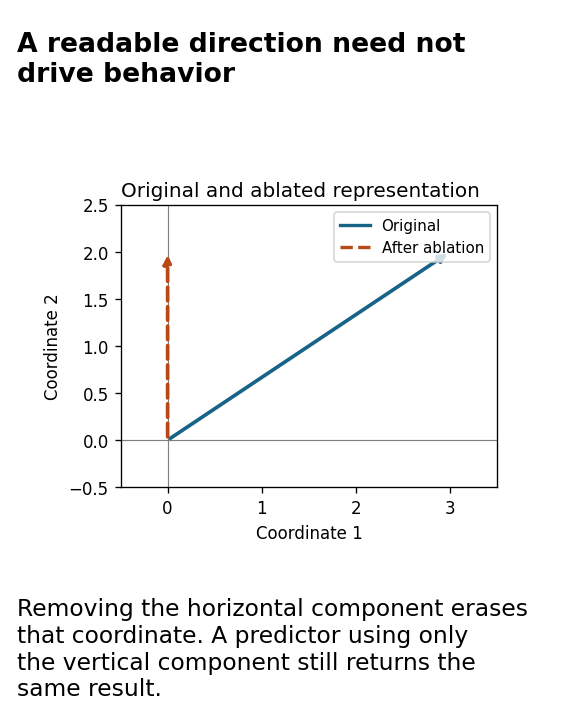 A readable direction need not
drive behavior
Original and ablated representation
Original
After ablation
2.5
2.0
1.5
1.0
0.5
0.0
−0.5
Coordinate 2
0 1 2 3
Coordinate 1
Removing the horizontal component erases
that coordinate. A predictor using only
the vertical component still returns the
same result.